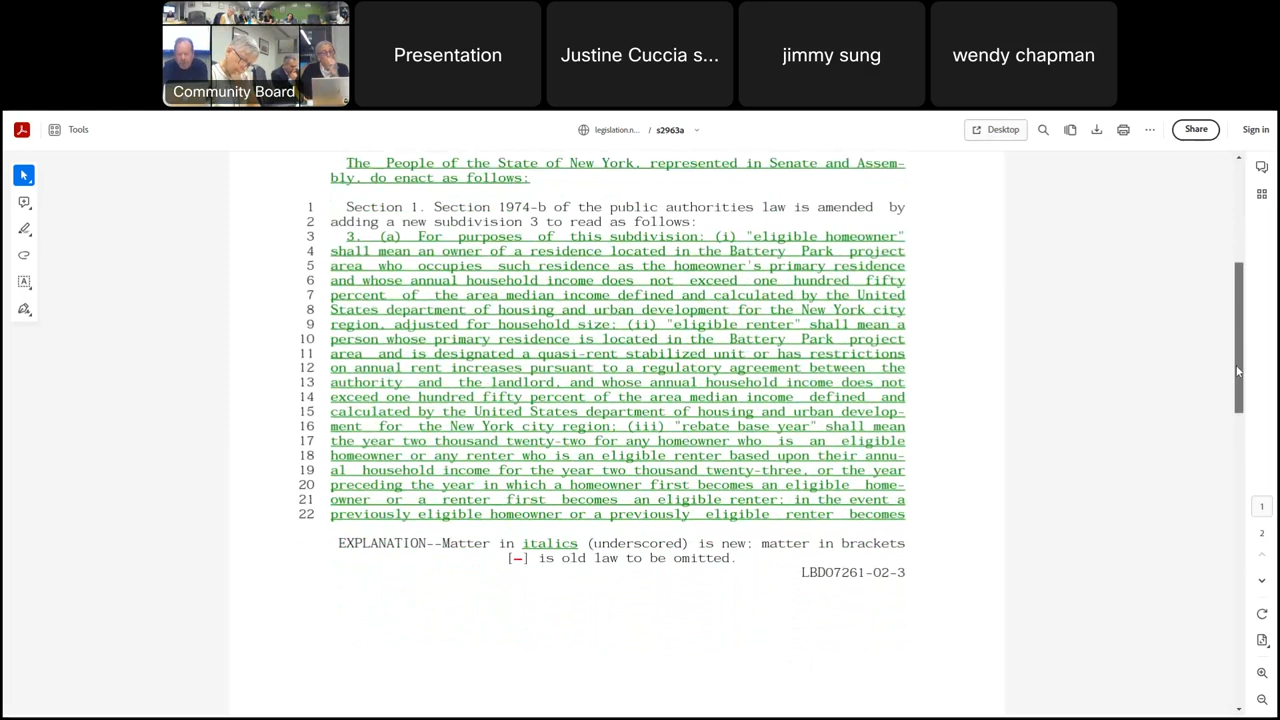 Community Board
Presentation
Justine Cuccia s...
jimmy sung
wendy chapman
Tools
legislation.n... / s2963a
Desktop
Share
Sign in
The People of the State of New York, represented in Senate and Assem-
bly, do enact as follows:
1 Section 1. Section 1974-b of the public authorities law is amended by
2 adding a new subdivision 3 to read as follows:
3 3. (a) For purposes of this subdivision: (i) "eligible homeowner"
4 shall mean an owner of a residence located in the Battery Park project
5 area who occupies such residence as the homeowner's primary residence
6 and whose annual household income does not exceed one hundred fifty
7 percent of the area median income defined and calculated by the United
8 States department of housing and urban development for the New York city
9 region, adjusted for household size; (ii) "eligible renter" shall mean a
10 person whose primary residence is located in the Battery Park project
11 area and is designated a quasi-rent stabilized unit or has restrictions
12 on annual rent increases pursuant to a regulatory agreement between the
13 authority and the landlord, and whose annual household income does not
14 exceed one hundred fifty percent of the area median income defined and
15 calculated by the United States department of housing and urban develop-
16 ment for the New York city region; (iii) "rebate base year" shall mean
17 the year two thousand twenty-two for any homeowner who is an eligible
18 homeowner or any renter who is an eligible renter based upon their annu-
19 al household income for the year two thousand twenty-three, or the year
20 preceding the year in which a homeowner first becomes an eligible home-
21 owner or a renter first becomes an eligible renter; in the event a
22 previously eligible homeowner or a previously eligible renter becomes
EXPLANATION--Matter in italics (underscored) is new; matter in brackets
[-] is old law to be omitted.
LBD07261-02-3
1
2